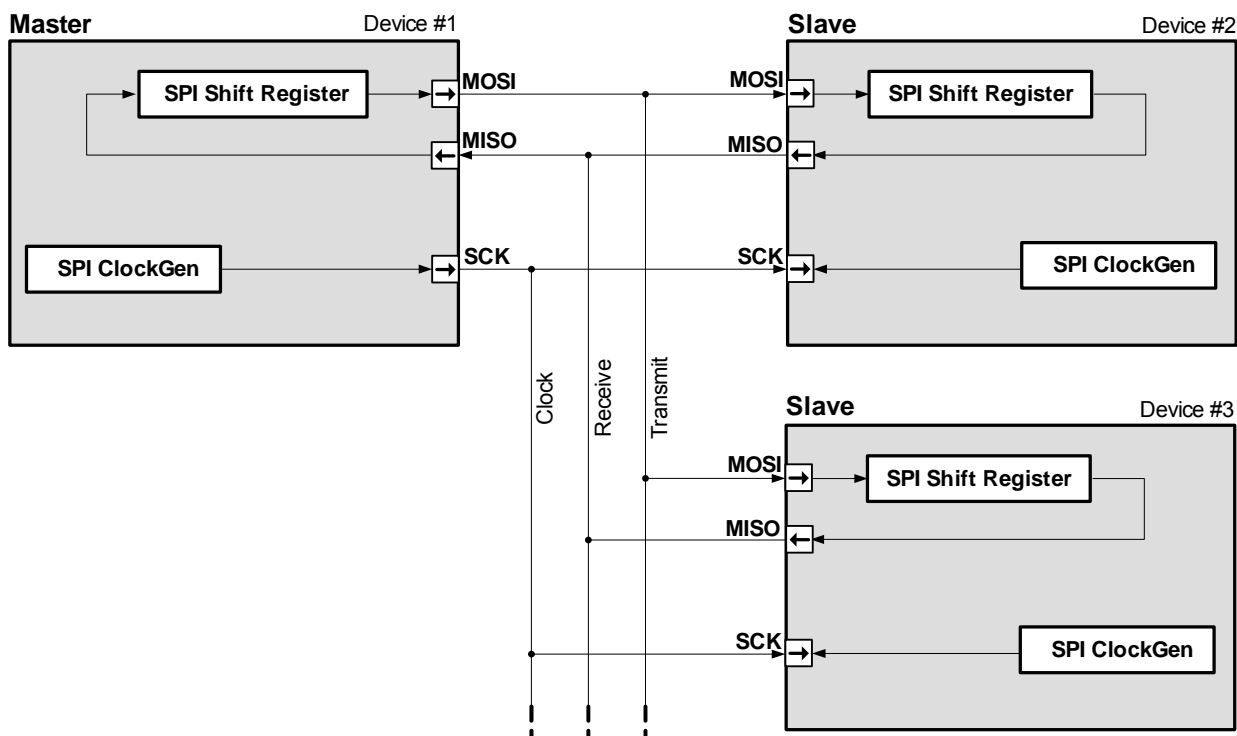 Master Device #1
SPI Shift Register
MOSI
MISO
SPI ClockGen
SCK
Slave Device #2
MOSI
SPI Shift Register
MISO
SCK
SPI ClockGen
Clock
Receive
Transmit
Slave Device #3
MOSI
SPI Shift Register
MISO
SCK
SPI ClockGen